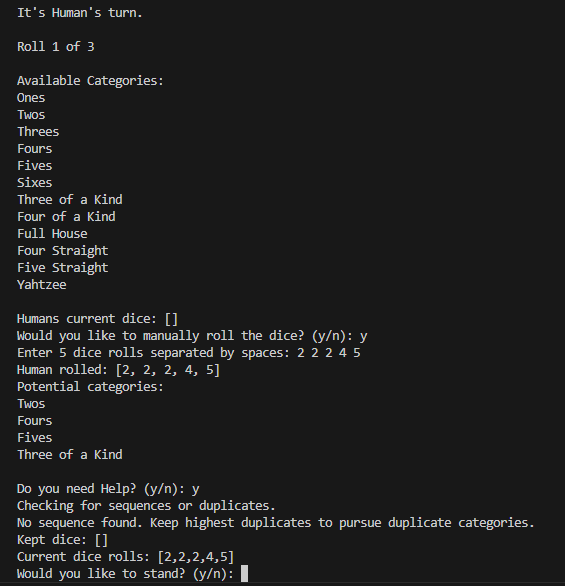 It's Human's turn.
Roll 1 of 3
Available Categories:
Ones
Twos
Threes
Fours
Fives
Sixes
Three of a Kind
Four of a Kind
Full House
Four Straight
Five Straight
Yahtzee
Humans current dice: []
Would you like to manually roll the dice? (y/n): y
Enter 5 dice rolls separated by spaces: 2 2 2 4 5
Human rolled: [2, 2, 2, 4, 5]
Potential categories:
Twos
Fours
Fives
Three of a Kind
Do you need Help? (y/n): y
Checking for sequences or duplicates.
No sequence found. Keep highest duplicates to pursue duplicate categories.
Kept dice: []
Current dice rolls: [2,2,2,4,5]
Would you like to stand? (y/n):